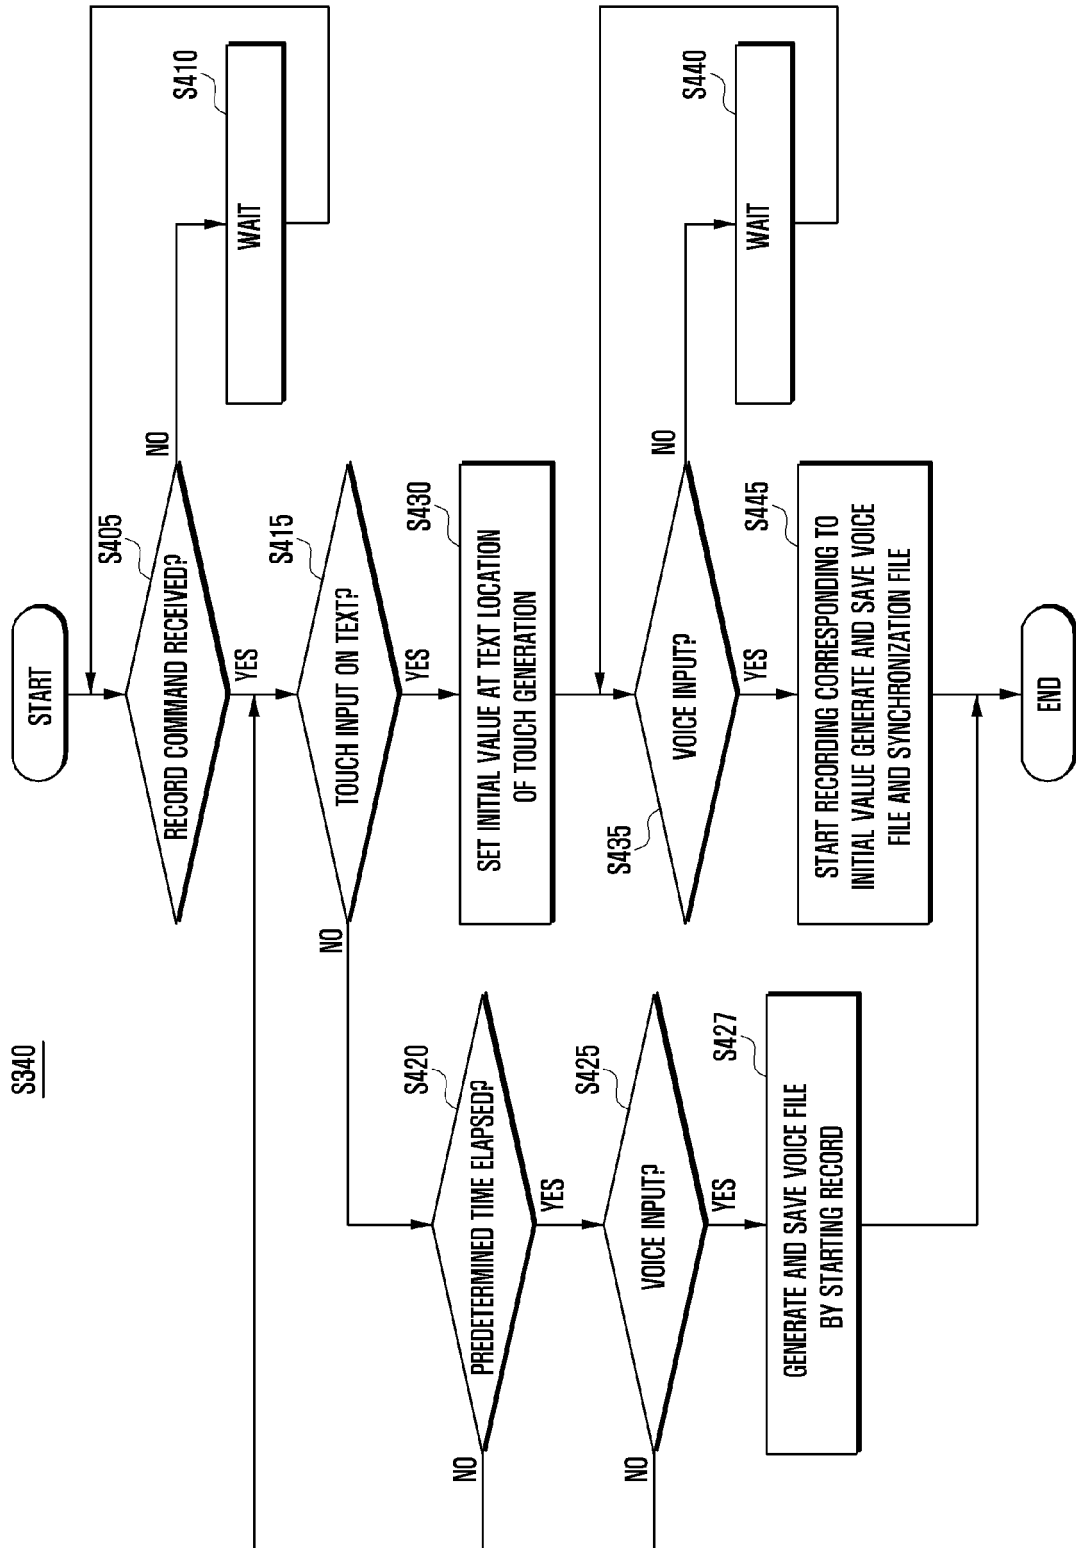 S340
START
S405
RECORD COMMAND RECEIVED?
NO
S410
WAIT
YES
S415
TOUCH INPUT ON TEXT?
NO
YES
S420
PREDETERMINED TIME ELAPSED?
NO
YES
S425
VOICE INPUT?
NO
YES
S427
GENERATE AND SAVE VOICE FILE
BY STARTING RECORD
S430
SET INITIAL VALUE AT TEXT LOCATION
OF TOUCH GENERATION
S435
VOICE INPUT?
NO
S440
WAIT
YES
S445
START RECORDING CORRESPONDING TO
INITIAL VALUE GENERATE AND SAVE VOICE
FILE AND SYNCHRONIZATION FILE
END